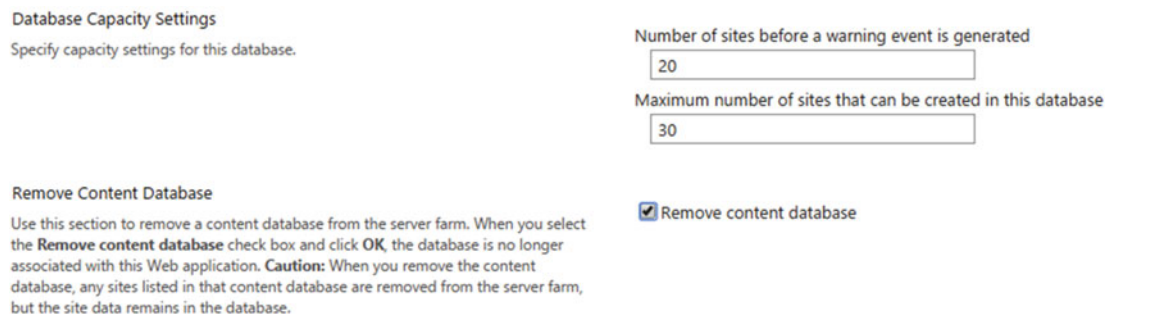 Database Capacity Settings
Specify capacity settings for this database.
Number of sites before a warning event is generated
20
Maximum number of sites that can be created in this database
30
Remove Content Database
Use this section to remove a content database from the server farm. When you select
the Remove content database check box and click OK, the database is no longer
associated with this Web application. Caution: When you remove the content
database, any sites listed in that content database are removed from the server farm,
but the site data remains in the database.
Remove content database